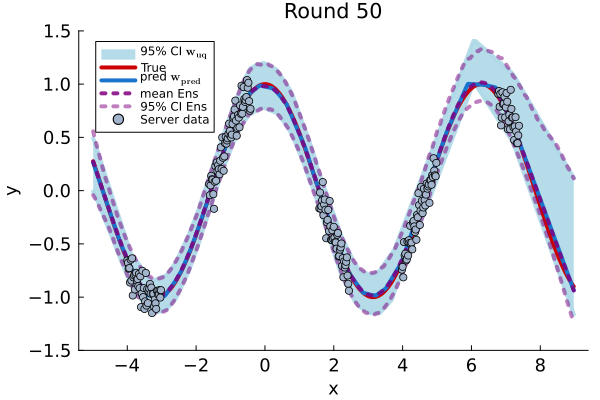 Round 50
1.5
1.0
0.5
0.0
−0.5
−1.0
−1.5
y
95% CI w_uq
True
pred w_pred
mean Ens
95% CI Ens
Server data
−4 −2 0 2 4 6 8
x